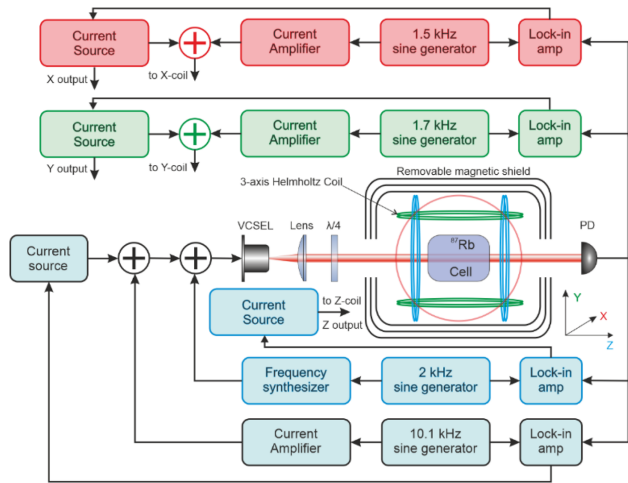 Current
Source
Current
Amplifier
1.5 kHz
sine generator
Lock-in
amp
X output
to X-coil
Current
Source
Current
Amplifier
1.7 kHz
sine generator
Lock-in
amp
Y output
to Y-coil
Removable magnetic shield
3-axis Helmholtz Coil
VCSEL
Lens
λ/4
87Rb
Cell
PD
Current
source
Current
Source
to Z-coil
Z output
Y
X
Z
Frequency
synthesizer
2 kHz
sine generator
Lock-in
amp
Current
Amplifier
10.1 kHz
sine generator
Lock-in
amp